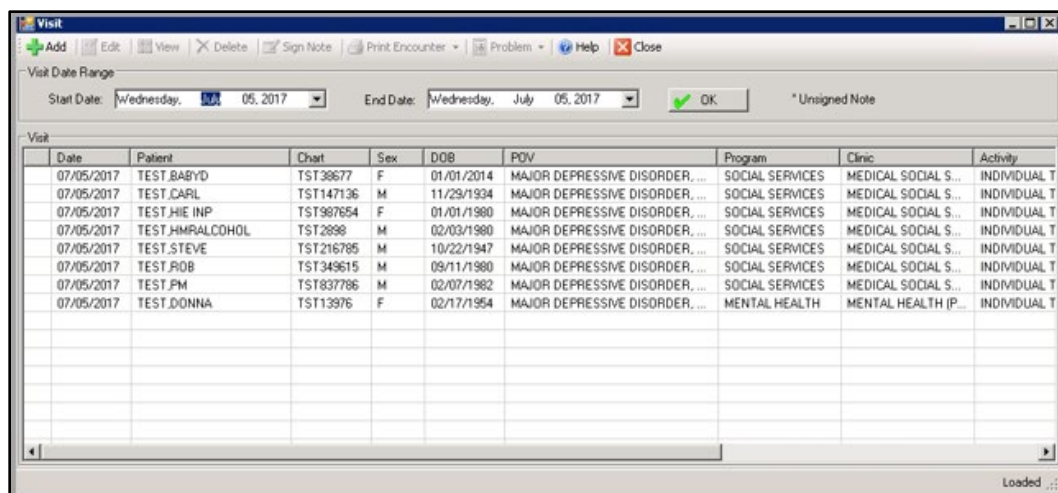 Visit
Add Edit View Delete Sign Note Print Encounter Problem Help Close
Visit Date Range
Start Date: Wednesday, July 05, 2017 End Date: Wednesday, July 05, 2017 OK * Unsigned Note
Visit
Date Patient Chart Sex DOB POV Program Clinic Activity
07/05/2017 TEST,BABYD TST38677 F 01/01/2014 MAJOR DEPRESSIVE DISORDER, ... SOCIAL SERVICES MEDICAL SOCIAL S... INDIVIDUAL T
07/05/2017 TEST,CARL TST147136 M 11/29/1934 MAJOR DEPRESSIVE DISORDER, ... SOCIAL SERVICES MEDICAL SOCIAL S... INDIVIDUAL T
07/05/2017 TEST,HIE INP TST987654 F 01/01/1980 MAJOR DEPRESSIVE DISORDER, ... SOCIAL SERVICES MEDICAL SOCIAL S... INDIVIDUAL T
07/05/2017 TEST,HMRALCOHOL TST2898 M 02/03/1980 MAJOR DEPRESSIVE DISORDER, ... SOCIAL SERVICES MEDICAL SOCIAL S... INDIVIDUAL T
07/05/2017 TEST,STEVE TST216785 M 10/22/1947 MAJOR DEPRESSIVE DISORDER, ... SOCIAL SERVICES MEDICAL SOCIAL S... INDIVIDUAL T
07/05/2017 TEST,ROB TST349615 M 09/11/1980 MAJOR DEPRESSIVE DISORDER, ... SOCIAL SERVICES MEDICAL SOCIAL S... INDIVIDUAL T
07/05/2017 TEST,PM TST837786 M 02/07/1982 MAJOR DEPRESSIVE DISORDER, ... SOCIAL SERVICES MEDICAL SOCIAL S... INDIVIDUAL T
07/05/2017 TEST,DONNA TST13976 F 02/17/1954 MAJOR DEPRESSIVE DISORDER, ... MENTAL HEALTH MENTAL HEALTH (P... INDIVIDUAL T
Loaded